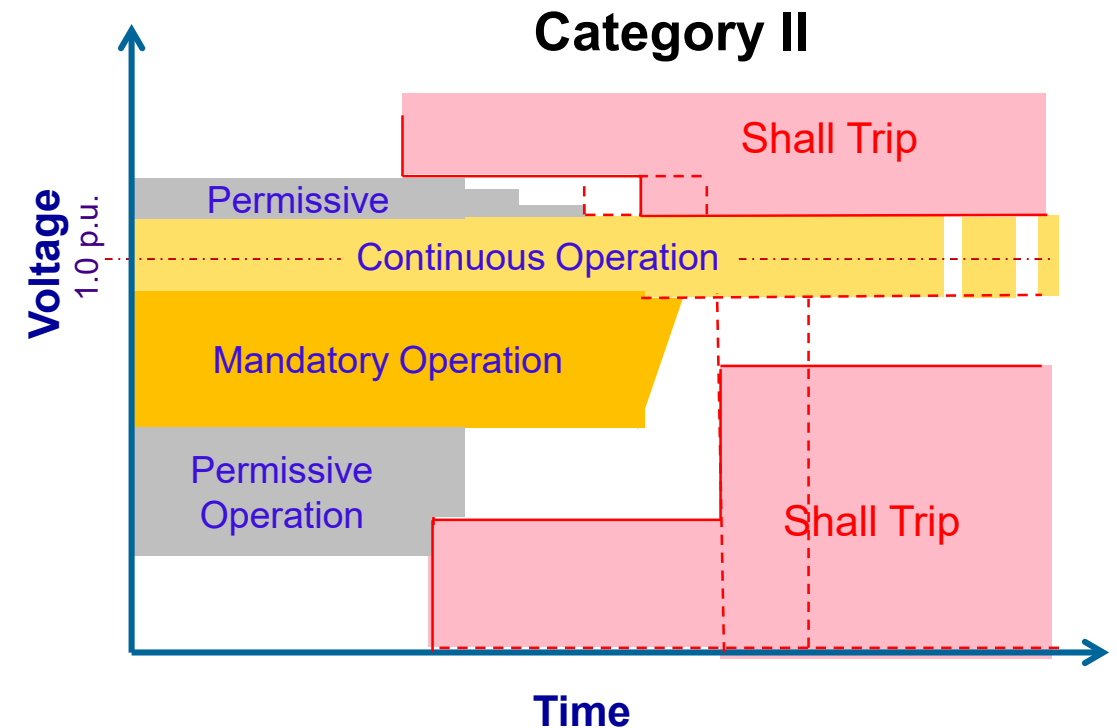 Category II
Shall Trip
Permissive
Voltage
1.0 p.u.
Continuous Operation
Mandatory Operation
Permissive
Operation
Shall Trip
Time